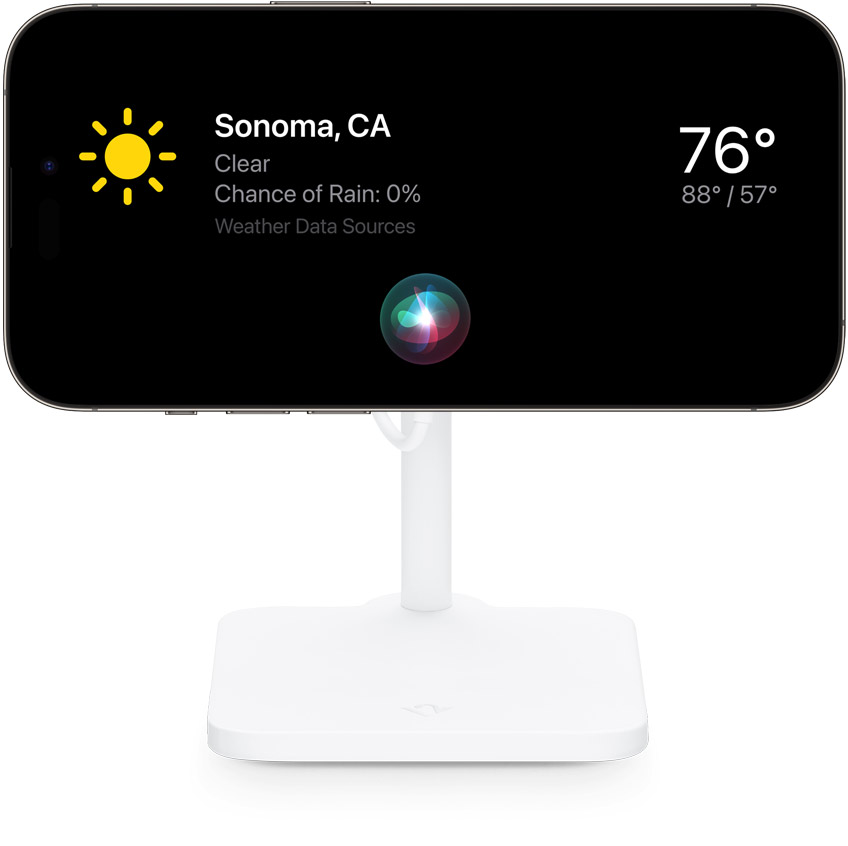 Sonoma, CA
Clear
Chance of Rain: 0%
Weather Data Sources
76°
88° / 57°